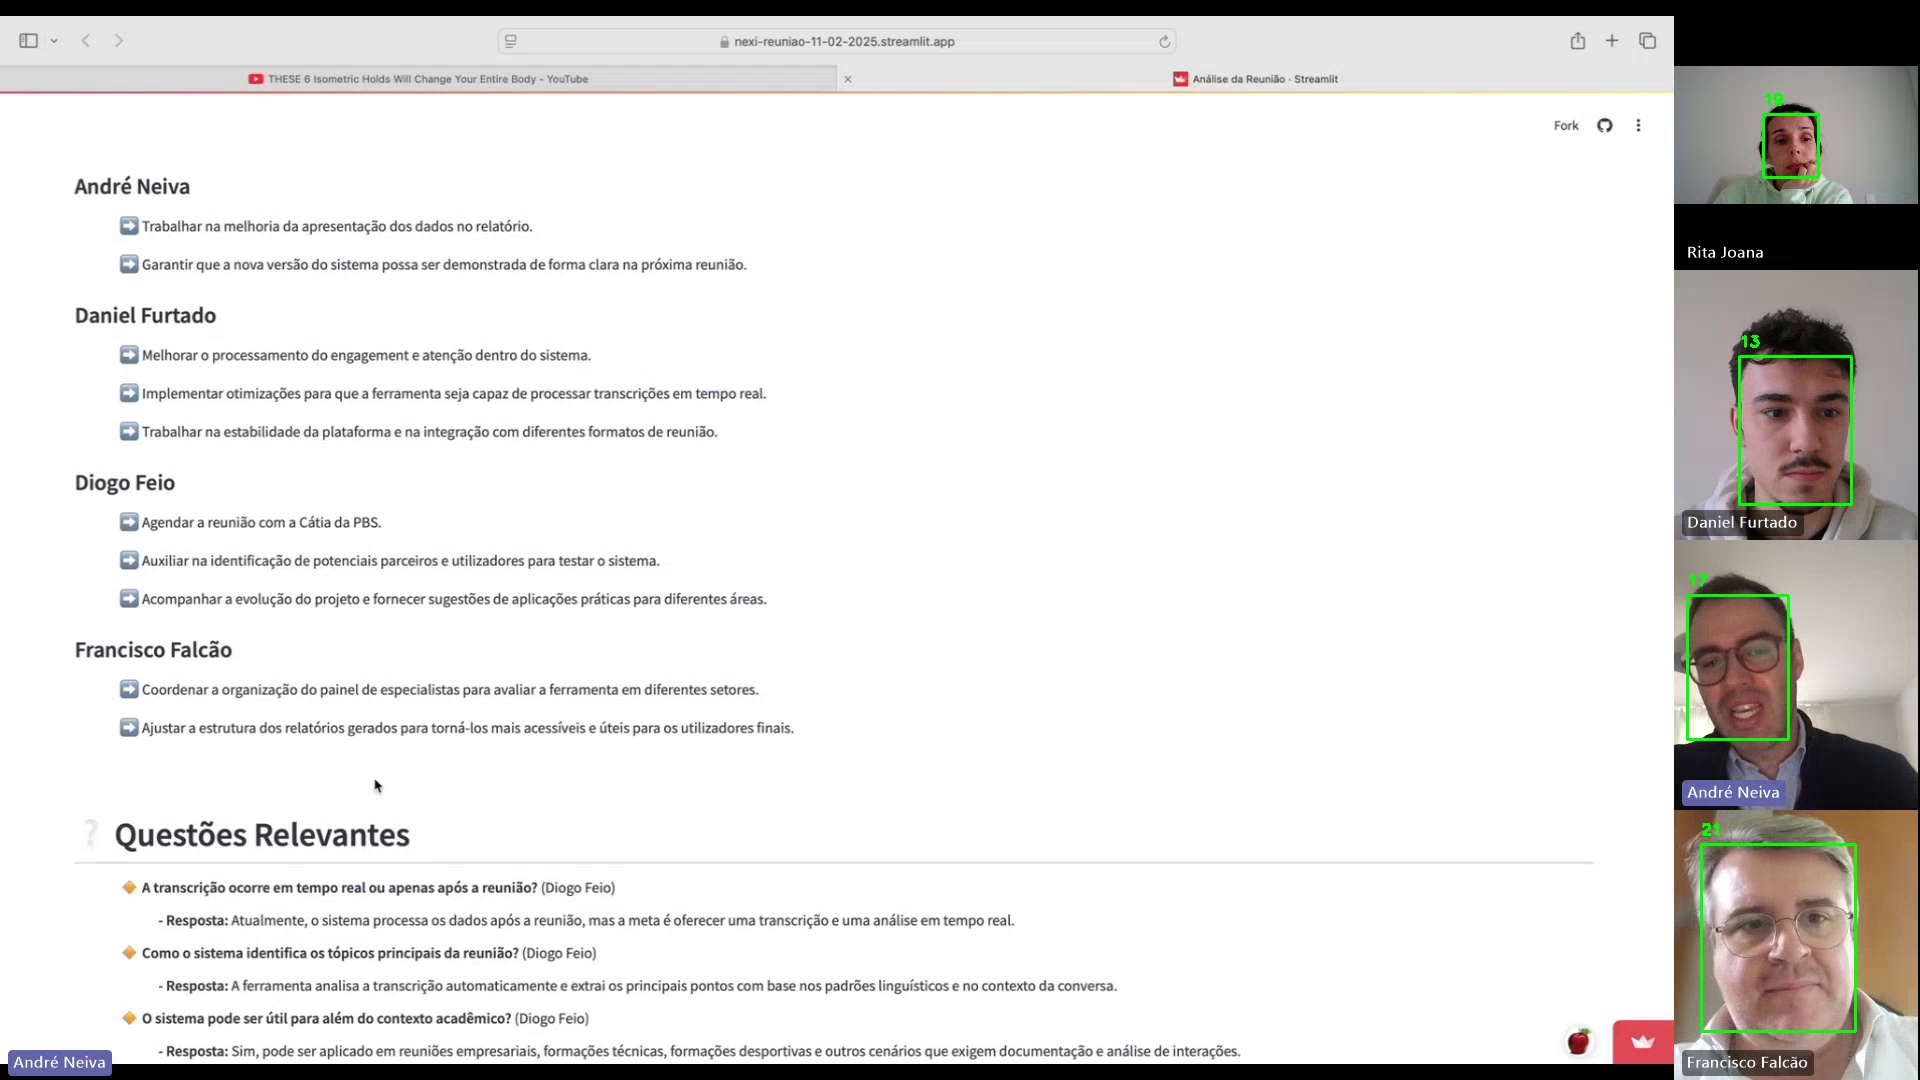 nexi-reuniao-11-02-2025.streamlit.app
THESE 6 Isometric Holds Will Change Your Entire Body - YouTube
Análise da Reunião · Streamlit
Fork
André Neiva
Trabalhar na melhoria da apresentação dos dados no relatório.
Garantir que a nova versão do sistema possa ser demonstrada de forma clara na próxima reunião.
Daniel Furtado
Melhorar o processamento do engagement e atenção dentro do sistema.
Implementar otimizações para que a ferramenta seja capaz de processar transcrições em tempo real.
Trabalhar na estabilidade da plataforma e na integração com diferentes formatos de reunião.
Diogo Feio
Agendar a reunião com a Cátia da PBS.
Auxiliar na identificação de potenciais parceiros e utilizadores para testar o sistema.
Acompanhar a evolução do projeto e fornecer sugestões de aplicações práticas para diferentes áreas.
Francisco Falcão
Coordenar a organização do painel de especialistas para avaliar a ferramenta em diferentes setores.
Ajustar a estrutura dos relatórios gerados para torná-los mais acessíveis e úteis para os utilizadores finais.
❔ Questões Relevantes
A transcrição ocorre em tempo real ou apenas após a reunião? (Diogo Feio)
- Resposta: Atualmente, o sistema processa os dados após a reunião, mas a meta é oferecer uma transcrição e uma análise em tempo real.
Como o sistema identifica os tópicos principais da reunião? (Diogo Feio)
- Resposta: A ferramenta analisa a transcrição automaticamente e extrai os principais pontos com base nos padrões linguísticos e no contexto da conversa.
O sistema pode ser útil para além do contexto acadêmico? (Diogo Feio)
- Resposta: Sim, pode ser aplicado em reuniões empresariais, formações técnicas, formações desportivas e outros cenários que exigem documentação e análise de interações.
André Neiva
19
Rita Joana
13
Daniel Furtado
17
André Neiva
21
Francisco Falcão